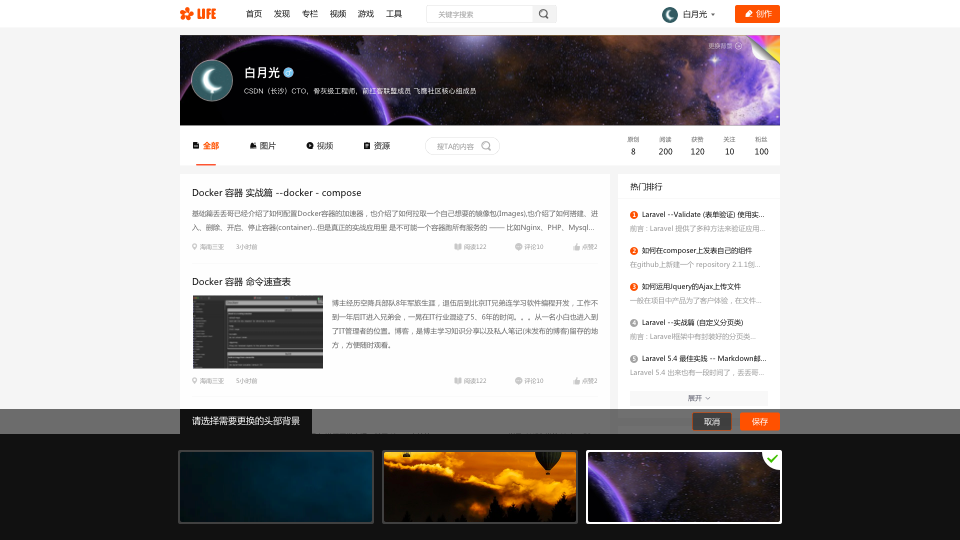 LIFE
首页 发现 专栏 视频 游戏 工具
关键字搜索
白月光
创作
更换背景
白月光
CSDN（长沙）CTO，骨灰级工程师，前红客联盟成员 飞鹰社区核心组成员
全部 图片 视频 资源
搜TA的内容
原创 阅读 获赞 关注 粉丝
8 200 120 10 100
Docker 容器 实战篇 --docker - compose
基础篇丢丢哥已经介绍了如何配置Docker容器的加速器，也介绍了如何拉取一个自己想要的镜像包(Images),也介绍了如何搭建、进
入、删除、开启、停止容器(container)...但是真正的实战应用里 是不可能一个容器跑所有服务的 —— 比如Nginx、PHP、Mysql...
海南三亚 3小时前 阅读122 评论10 点赞2
Docker 容器 命令速查表
博主经历空降兵部队8年军旅生涯，退伍后到北京IT兄弟连学习软件编程开发，工作不
到一年后IT进入兄弟会，一晃在IT行业混迹了5、6年的时间。。。从一名小白也进入到
了IT管理者的位置。博客，是博主学习知识分享以及私人笔记(未发布的博客)留存的地
方，方便随时观看。
海南三亚 5小时前 阅读122 评论10 点赞2
热门排行
1 Laravel --Validate (表单验证) 使用实...
前言 : Laravel 提供了多种方法来验证应用...
2 如何在composer上发表自己的组件
在github上新建一个 repository 2.1.1创...
3 如何运用Jquery的Ajax上传文件
一般在项目中产品为了客户体验，在文件...
4 Laravel --实战篇 (自定义分页类)
前言 : Laravel框架中有封装好的分页类...
5 Laravel 5.4 最佳实践 -- Markdown邮...
Laravel 5.4 出来也有一段时间了，丢丢哥...
展开
请选择需要更换的头部背景
取消 保存